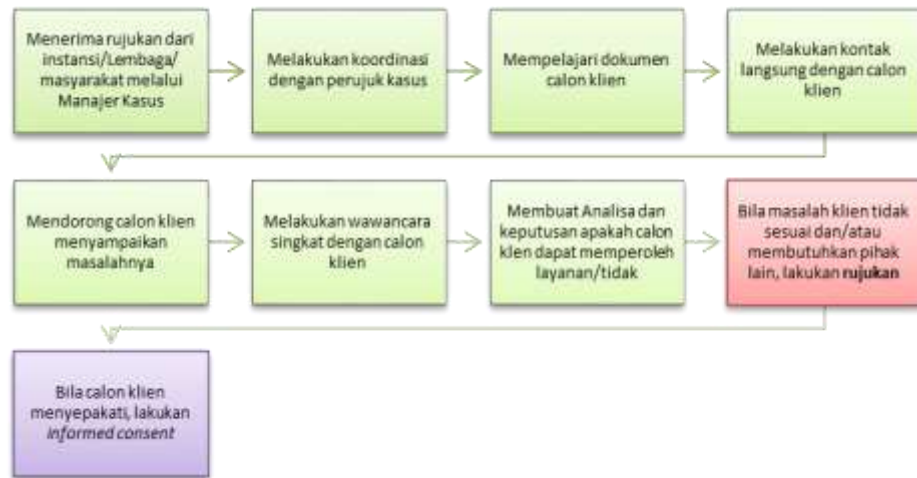 Menerima rujukan dari
instansi/Lembaga/
masyarakat melalui
Manajer Kasus
Melakukan koordinasi
dengan perujuk kasus
Mempelajari dokumen
calon klien
Melakukan kontak
langsung dengan calon
klien
Mendorong calon klien
menyampaikan
masalahnya
Melakukan wawancara
singkat dengan calon
klien
Membuat Analisa dan
keputusan apakah calon
klen dapat memperoleh
layanan/tidak
Bila masalah klien tidak
sesuai dan/atau
membutuhkan pihak
lain, lakukan rujukan
Bila calon klien
menyepakati, lakukan
informed consent